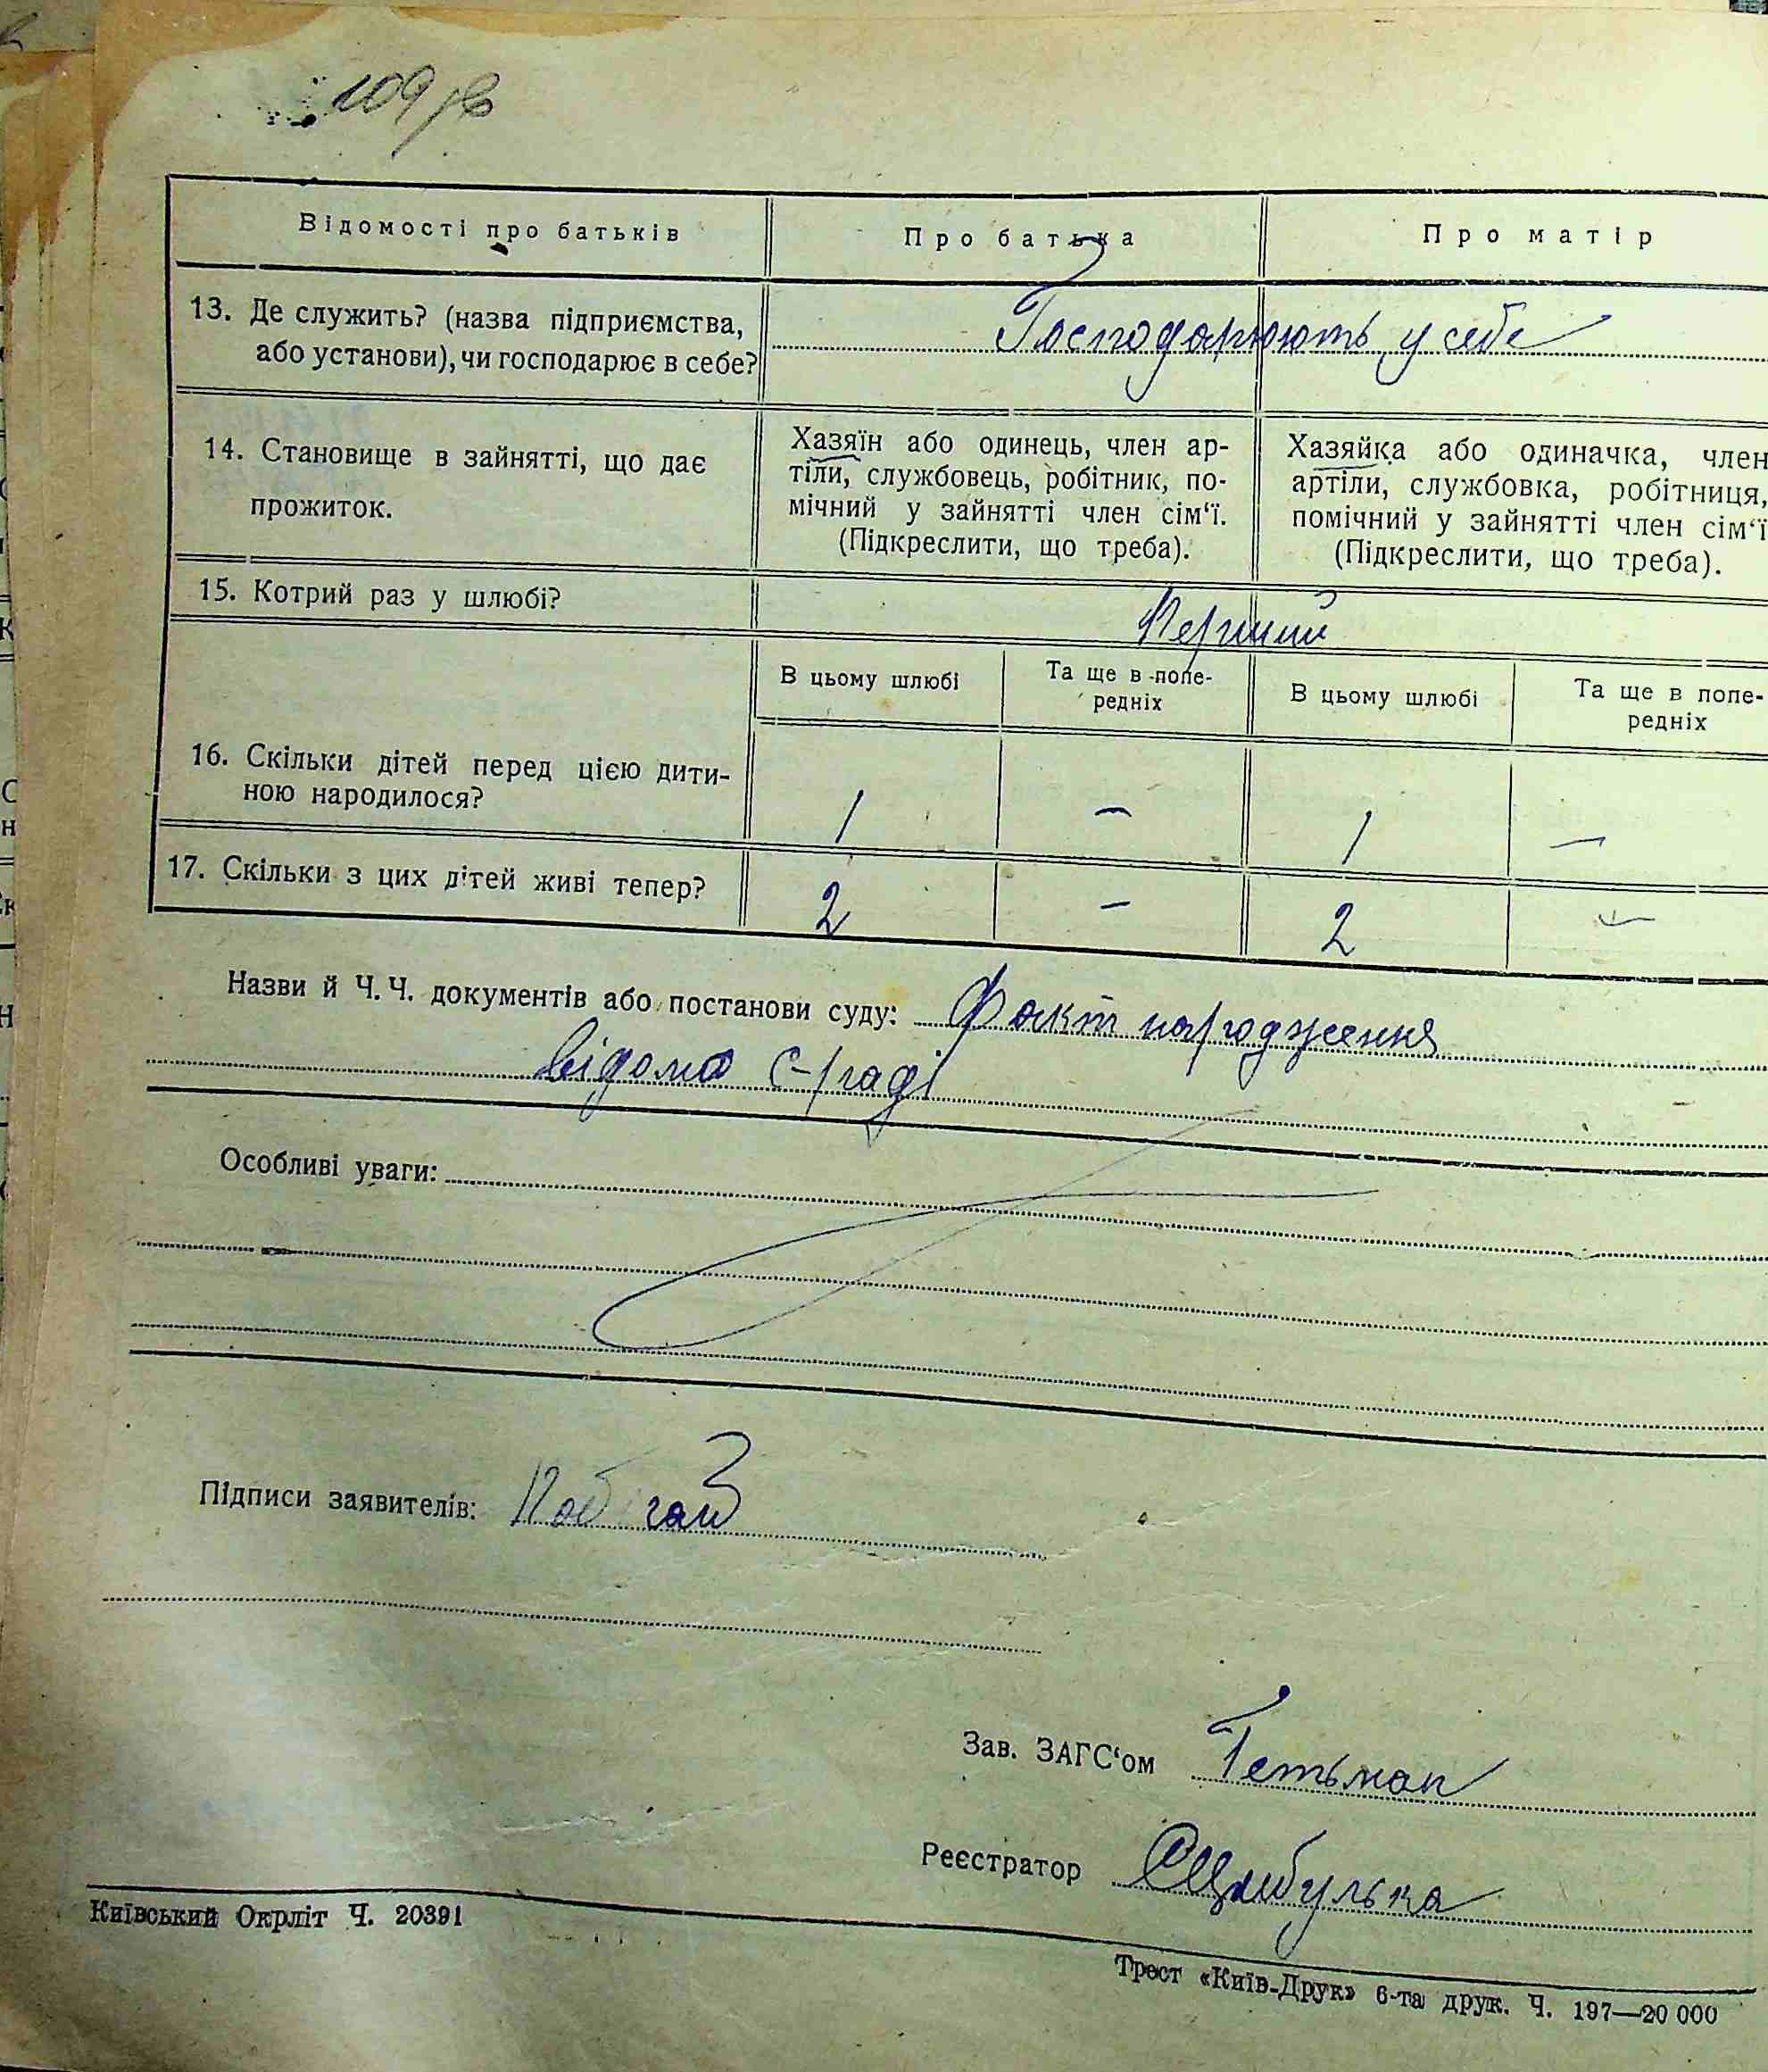 109 зв
Відомості про батьків
Про батька
Про матір
13. Де служить? (назва підприємства,
або установи), чи господарює в себе?
Господарюють у себе
14. Становище в зайнятті, що дає
прожиток.
Хазяїн або одинець, член ар-
тіли, службовець, робітник, по-
мічний у зайнятті член сім‘ї.
(Підкреслити, що треба).
Хазяйка або одиначка, член
артіли, службовка, робітниця,
помічний у зайнятті член сім‘ї
(Підкреслити, що треба).
15. Котрий раз у шлюбі?
Перший
В цьому шлюбі
Та ще в попе-
редніх
В цьому шлюбі
Та ще в попе-
редніх
16. Скільки дітей перед цією дити-
ною народилося?
1 – 1 –
17. Скільки з цих дітей живі тепер?
2 – 2 –
Назви й Ч. Ч. документів або постанови суду: Факт народження
відомо с-раді
Особливі уваги:
Підписи заявителів:
Зав. ЗАГС‘ом Гетьман
Реєстратор СЦибулька
Київський Окрліт Ч. 20391
Трест «Київ-Друк» 6-та друк. Ч. 197—20 000